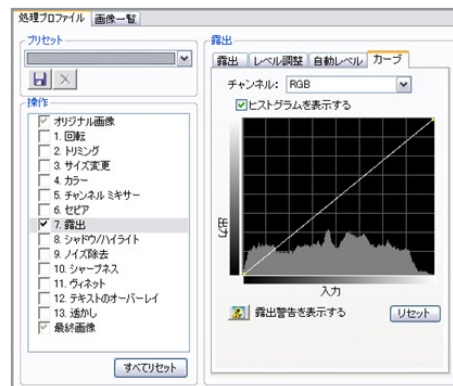 処理プロファイル 画像一覧
プリセット
操作
オリジナル画像
1. 回転
2. トリミング
3. サイズ変更
4. カラー
5. チャンネル ミキサー
6. セピア
7. 露出
8. シャドウ/ハイライト
9. ノイズ除去
10. シャープネス
11. ヴィネット
12. テキストのオーバーレイ
13. 透かし
最終画像
すべてリセット
露出
露出 レベル調整 自動レベル カーブ
チャンネル: RGB
ヒストグラムを表示する
出力
入力
露出警告を表示する リセット